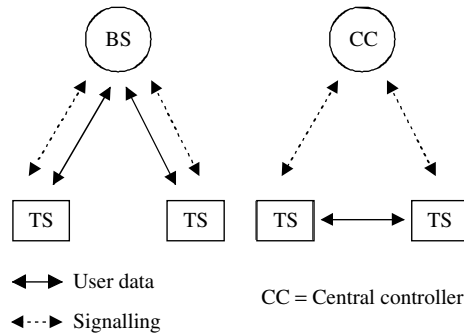 BS
CC
TS
TS
TS
TS
User data
Signalling
CC = Central controller